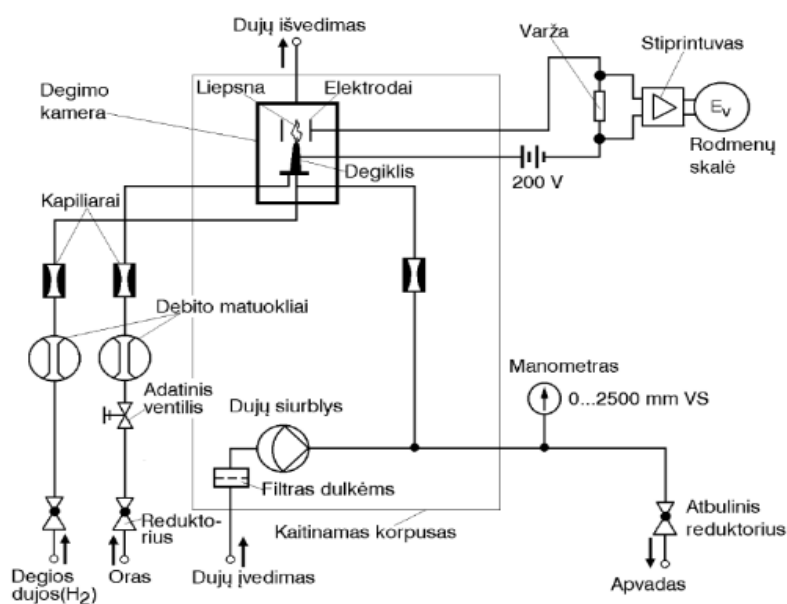 Dujų išvedimas
Varža
Stiprintuvas
Liepsna
Elektrodai
Degimo
kamera
Ev
Rodmenų
skalė
Degiklis
200 V
Kapiliarai
Debito matuokliai
Manometras
0...2500 mm VS
Adatinis
ventilis
Dujų siurblys
Filtras dulkėms
Redukto-
rius
Kaitinamas korpusas
Atbulinis
reduktorius
Degios
dujos(H2)
Oras
Dujų įvedimas
Apvadas